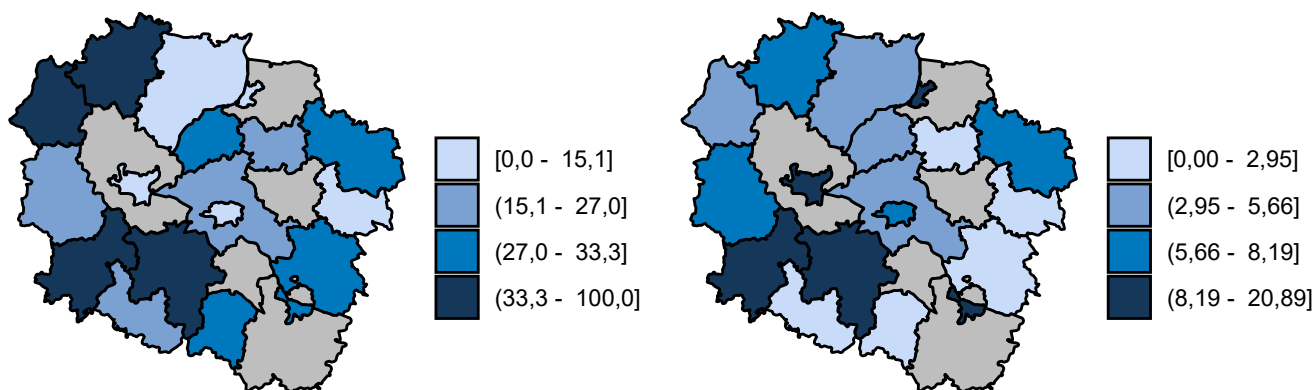 [0,0 - 15,1]
(15,1 - 27,0]
(27,0 - 33,3]
(33,3 - 100,0]
[0,00 - 2,95]
(2,95 - 5,66]
(5,66 - 8,19]
(8,19 - 20,89]